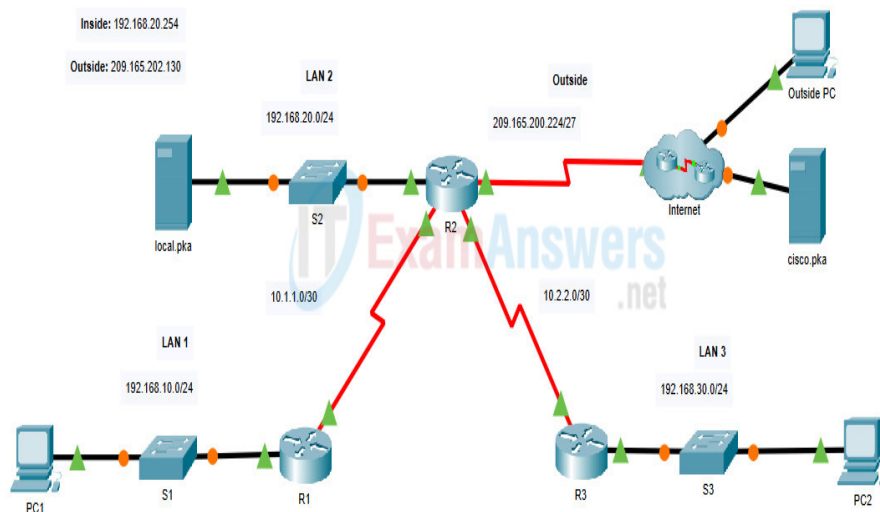 Inside: 192.168.20.254
Outside: 209.165.202.130
LAN 2
192.168.20.0/24
Outside
209.165.200.224/27
Outside PC
Internet
cisco.pka
local.pka
S2
R2
IT ExamAnswers
.net
10.1.1.0/30
10.2.2.0/30
LAN 1
192.168.10.0/24
LAN 3
192.168.30.0/24
PC1
S1
R1
R3
S3
PC2